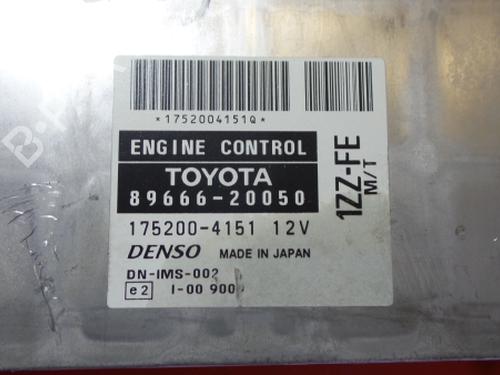 *1752004151Q*
ENGINE CONTROL
TOYOTA
89666-20050
175200-4151 12V
DENSO MADE IN JAPAN
DN-IMS-002
e2 I-00 900
1ZZ-FE
M/T